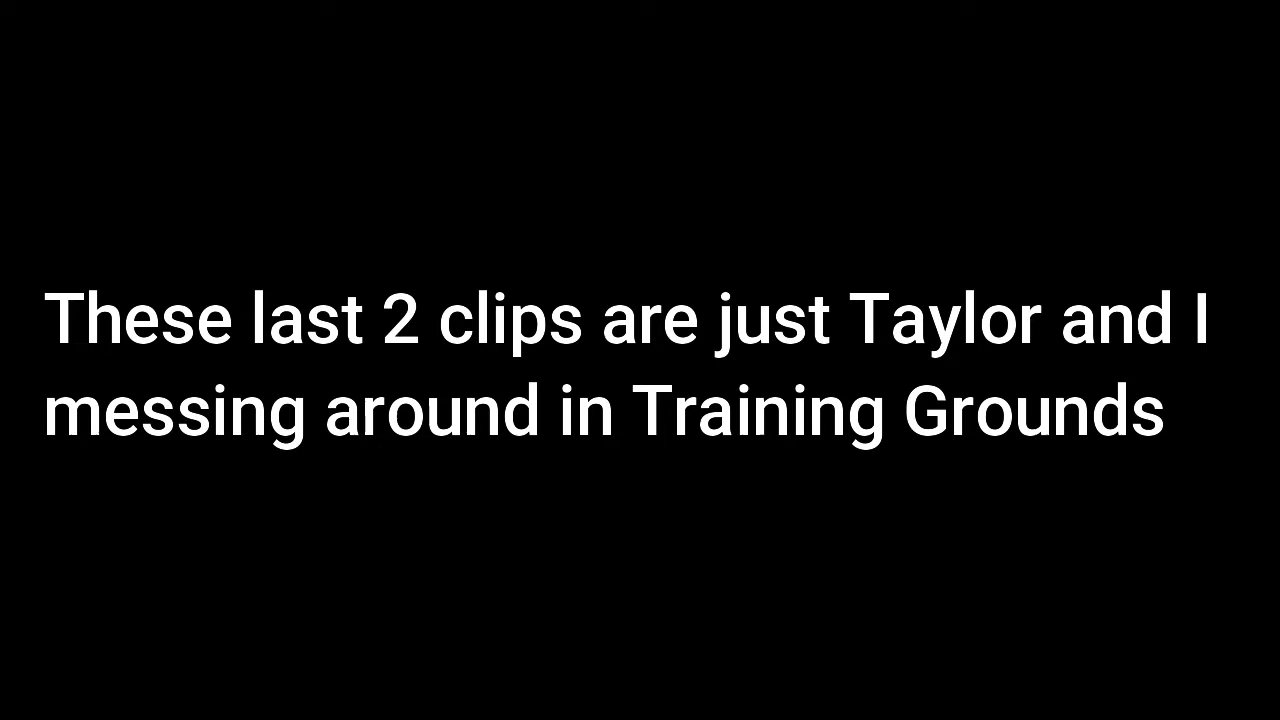 These last 2 clips are just Taylor and I
messing around in Training Grounds